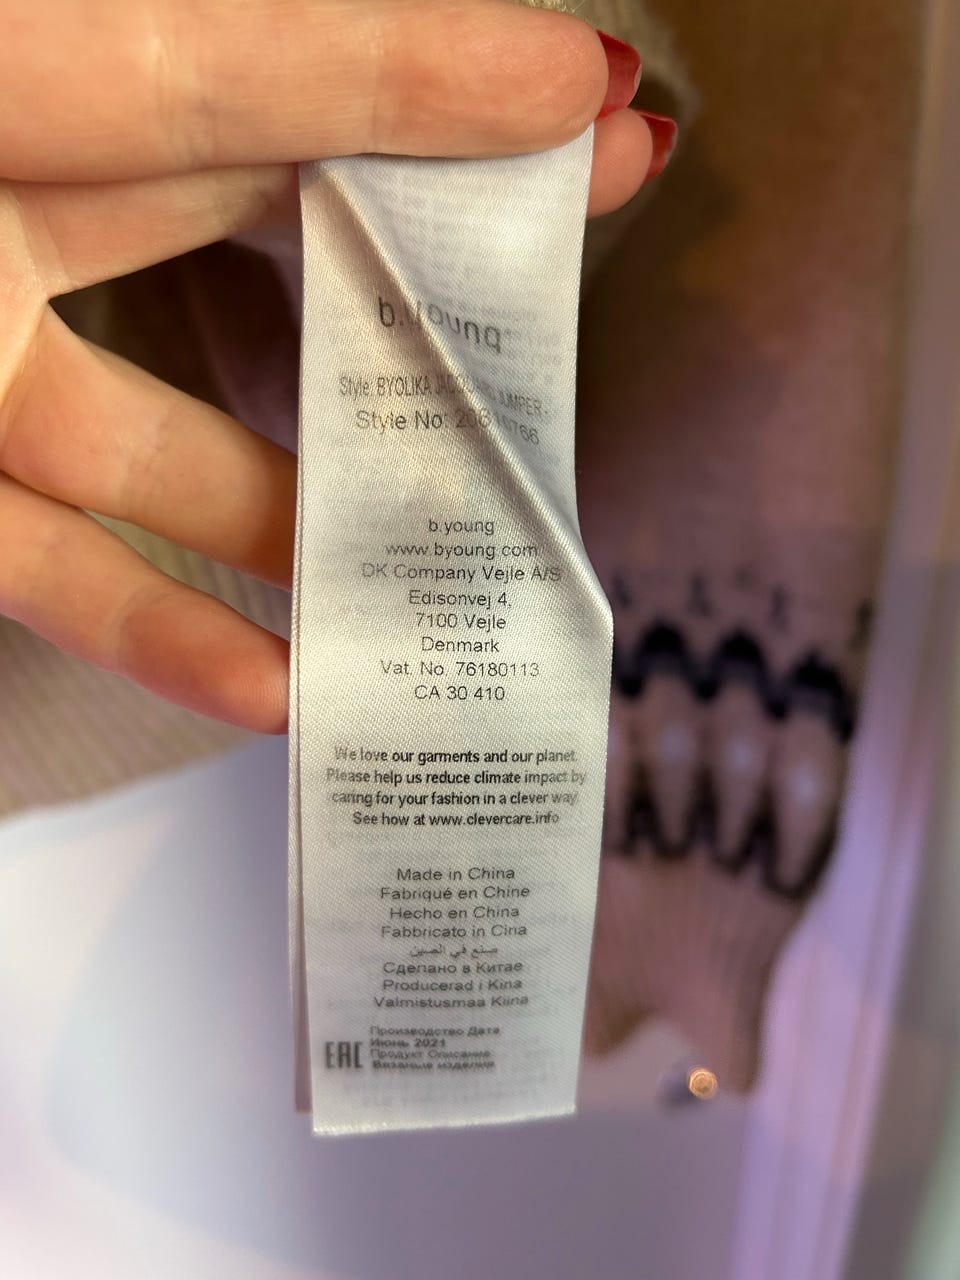 b.young
Style: BYOLIKA JUMPER -
Style No:
b.young
www.byoung.com
DK Company Vejle A/S
Edisonvej 4,
7100 Vejle
Denmark
Vat. No. 76180113
CA 30 410
We love our garments and our planet.
Please help us reduce climate impact by
caring for your fashion in a clever way.
See how at www.clevercare.info
Made in China
Fabriqué en Chine
Hecho en China
Fabbricato in Cina
صنع في الصين
Сделано в Китае
Producerad i Kina
Valmistusmaa Kiina
EAC
Производство Дата
Июнь 2021
Продукт Описание
Вязаные изделия